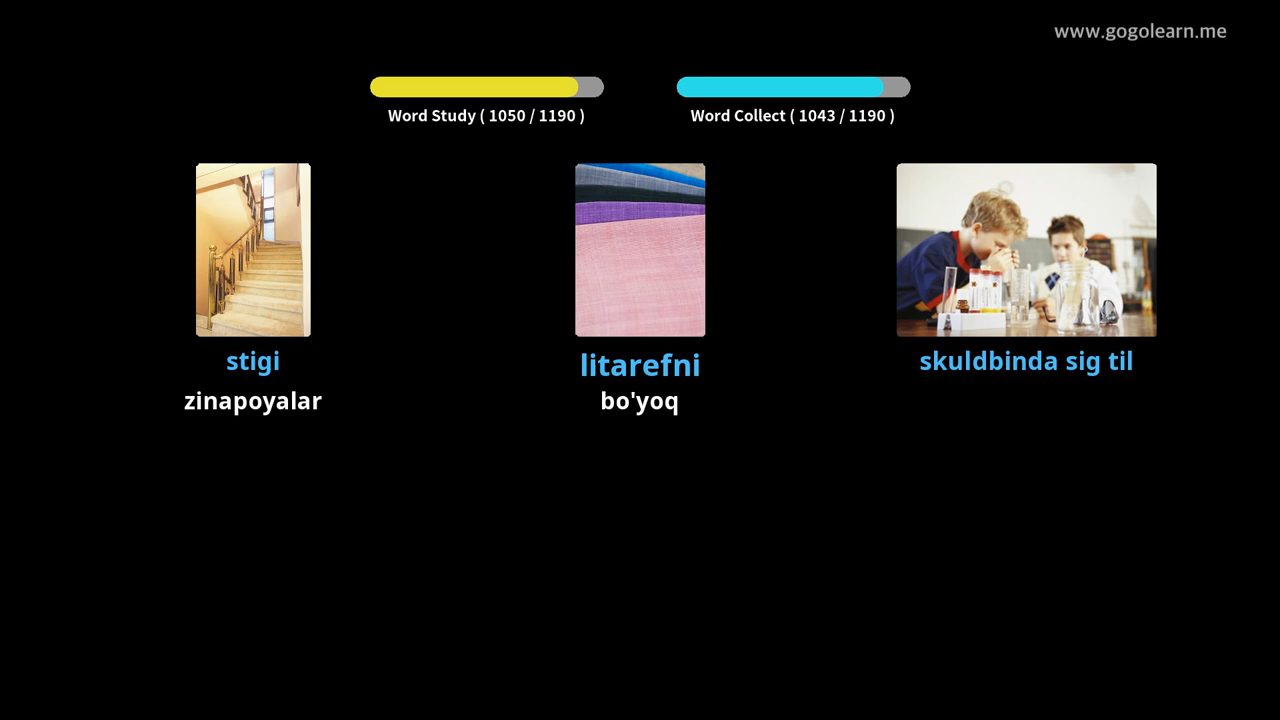 www.gogolearn.me
Word Study ( 1050 / 1190 )
Word Collect ( 1043 / 1190 )
stigi
zinapoyalar
litarefni
bo'yoq
skuldbinda sig til